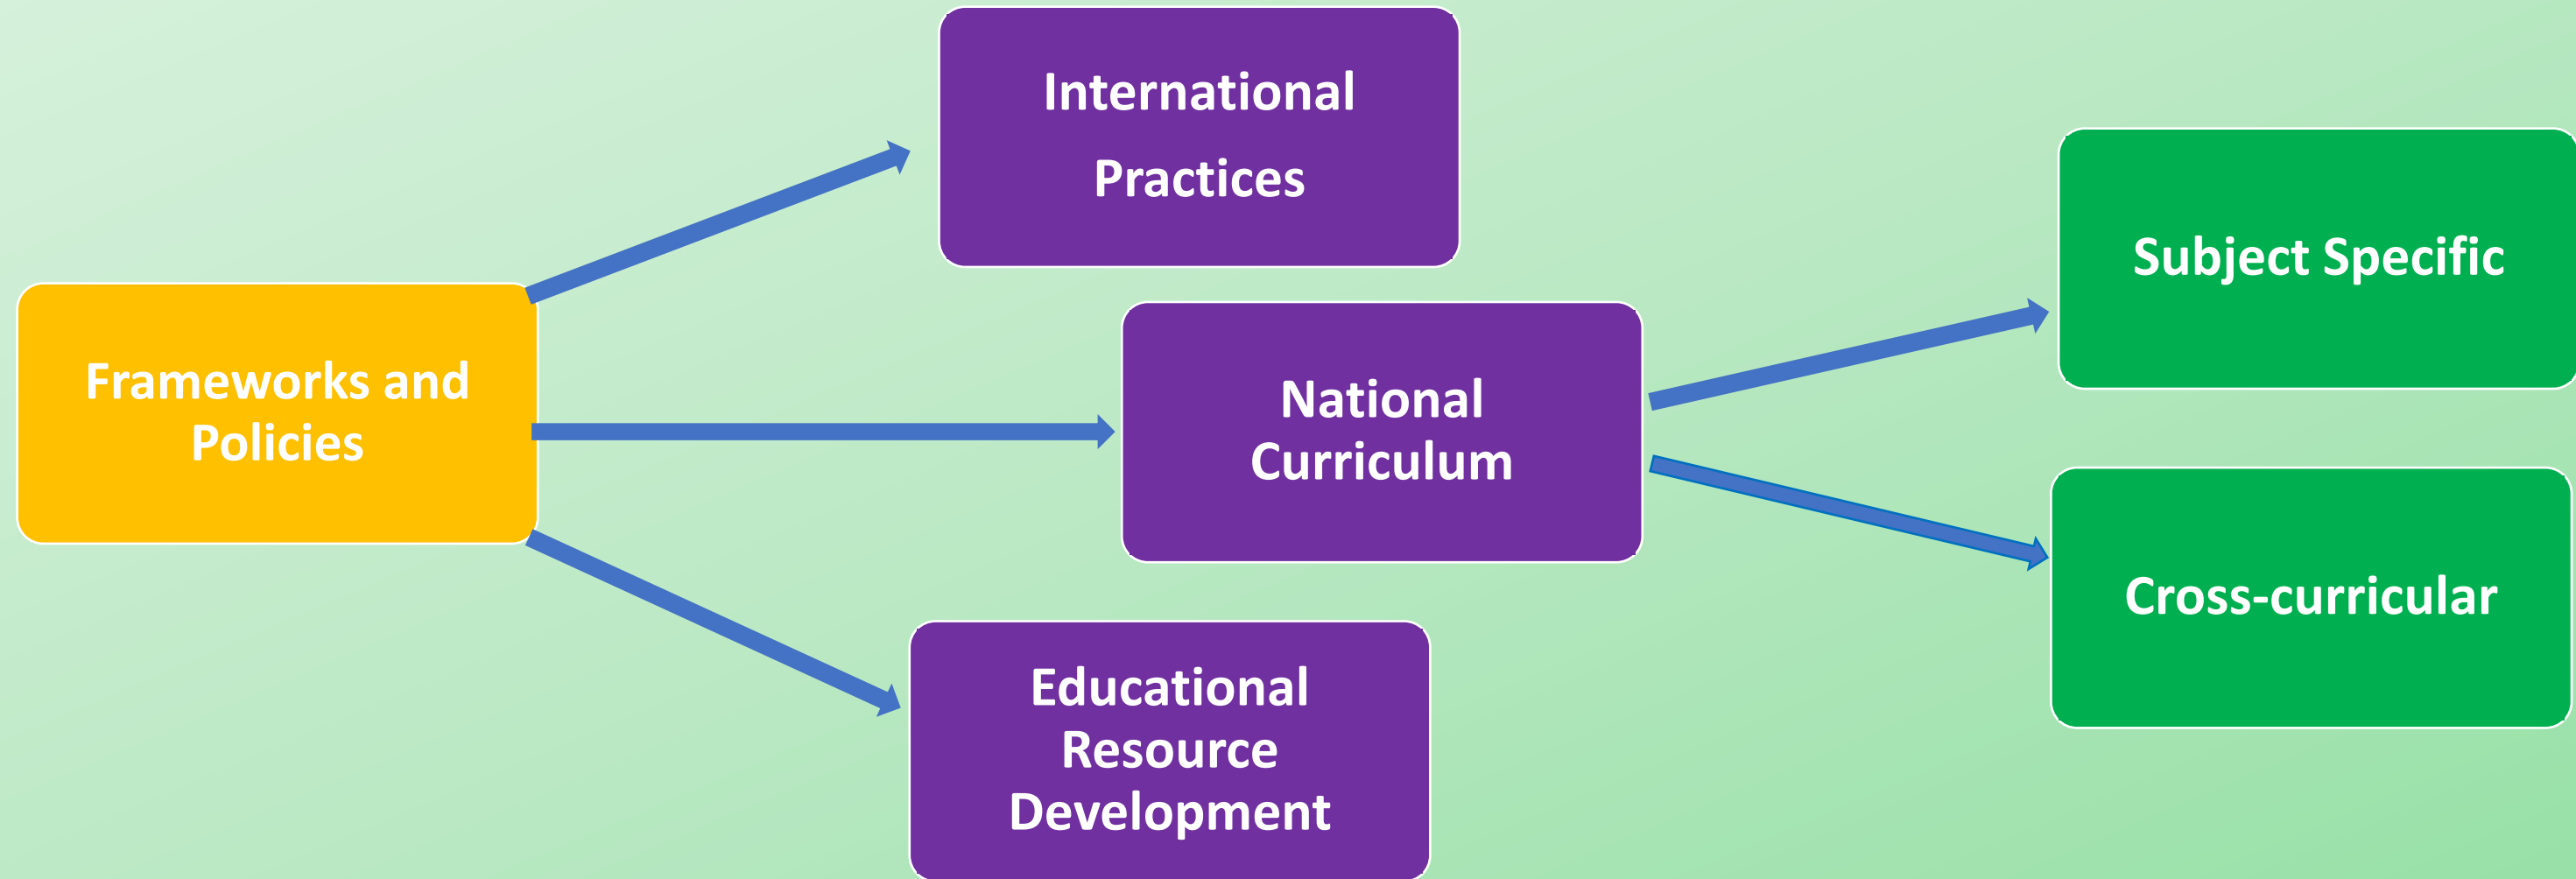 International
Practices
Subject Specific
Frameworks and
Policies
National
Curriculum
Cross-curricular
Educational
Resource
Development